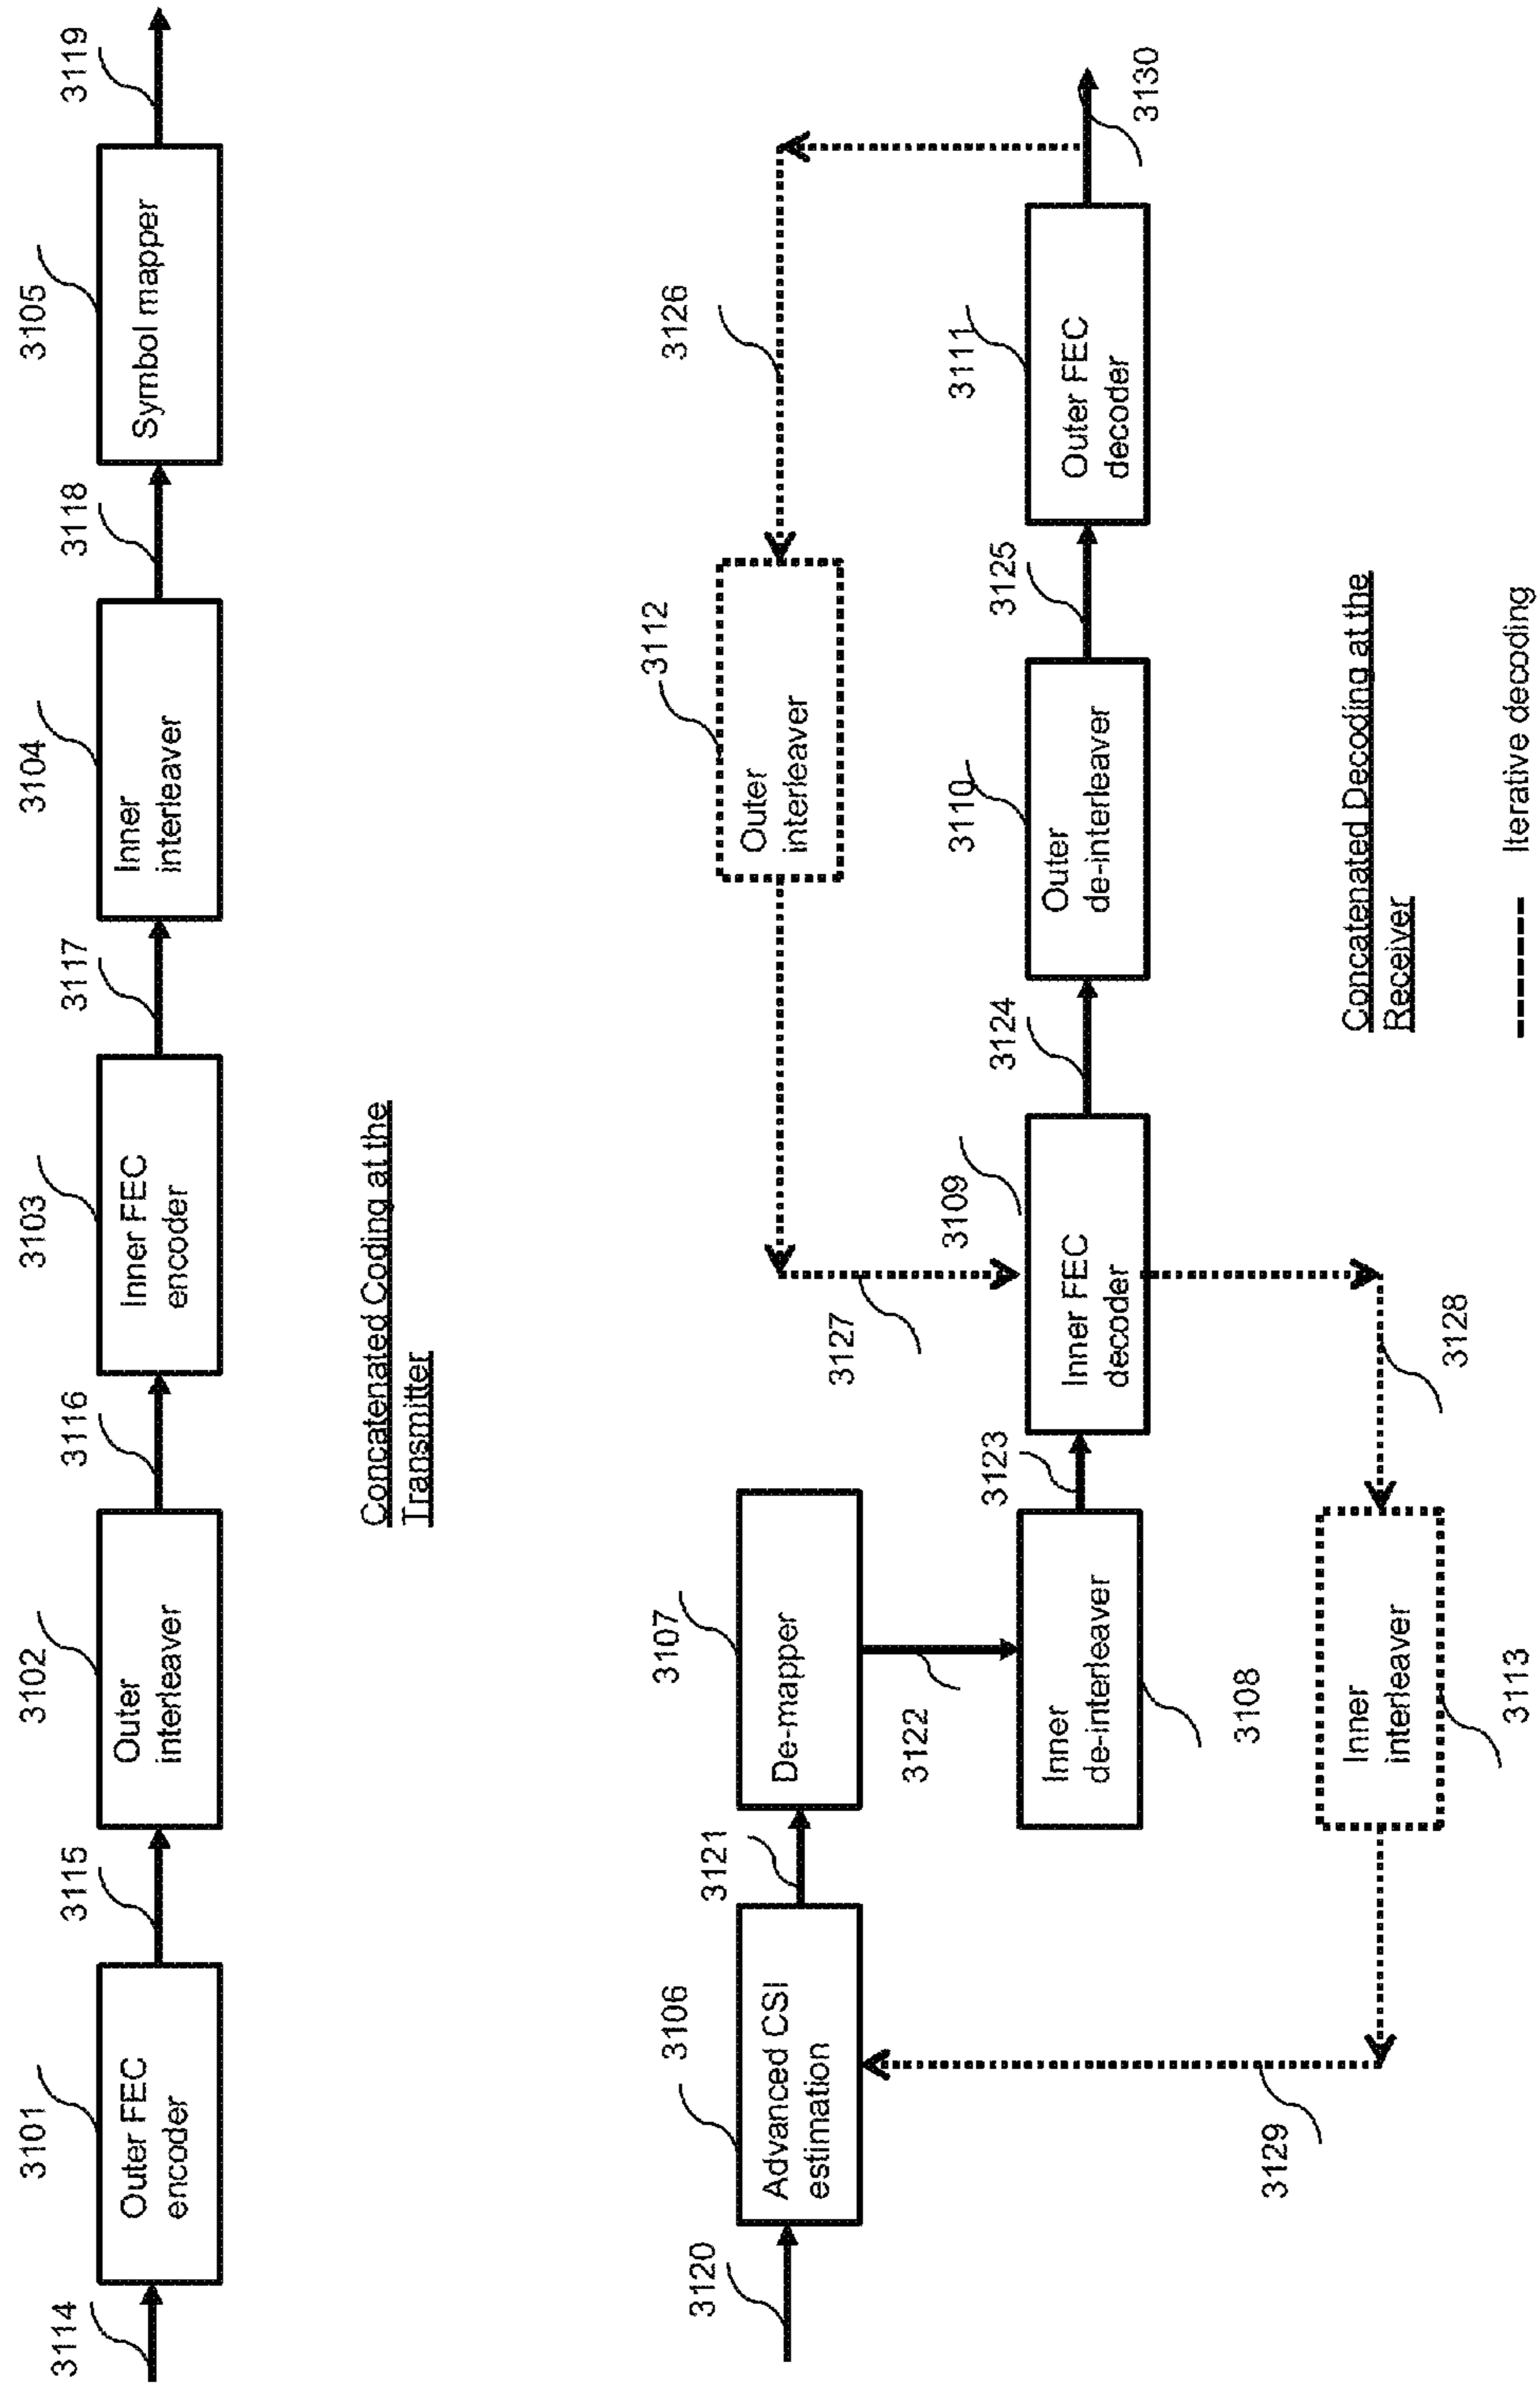 3101
3102
3103
3104
3105
3114
Outer FEC
encoder
3115
Outer
interleaver
3116
Inner FEC
encoder
3117
Inner
interleaver
3118
Symbol mapper
3119
Concatenated Coding at the
Transmitter
3112
3126
Outer
interleaver
3120
3106
Advanced CSI
estimation
3121
3107
De-mapper
3122
3127
3108
Inner
de-interleaver
3123
3109
Inner FEC
decoder
3124
3110
Outer
de-interleaver
3125
3111
Outer FEC
decoder
3130
3129
3113
Inner
interleaver
3128
Concatenated Decoding at the
Receiver
Iterative decoding